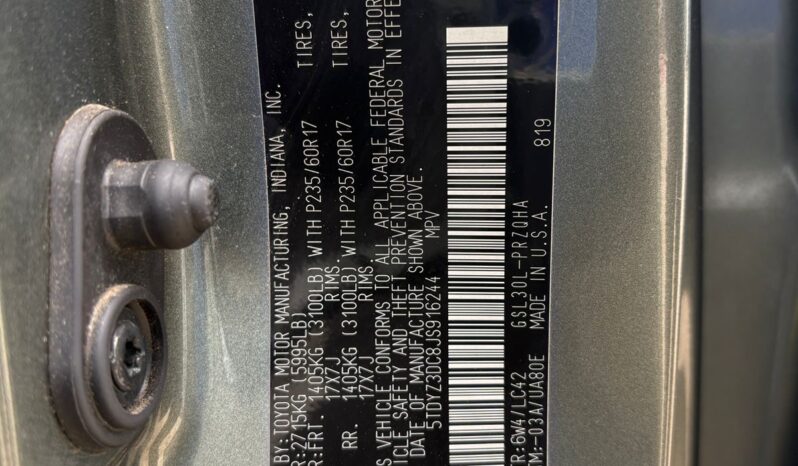 BY:TOYOTA MOTOR MANUFACTURING, INDIANA, INC.
R:2715KG (5995LB)
R:FRT. 1405KG (3100LB) WITH P235/60R17 TIRES,
17X7J RIMS,
RR. 1405KG (3100LB) WITH P235/60R17 TIRES,
17X7J RIMS,
S VEHICLE CONFORMS TO ALL APPLICABLE FEDERAL MOTOR
ICLE SAFETY AND THEFT PREVENTION STANDARDS IN EFFE
DATE OF MANUFACTURE SHOWN ABOVE.
5TDYZ3DC8JS916244 MPV
TR:6W4/LC42 GSL30L-PRZQHA 819
TM:-03A/UA80E MADE IN U.S.A.